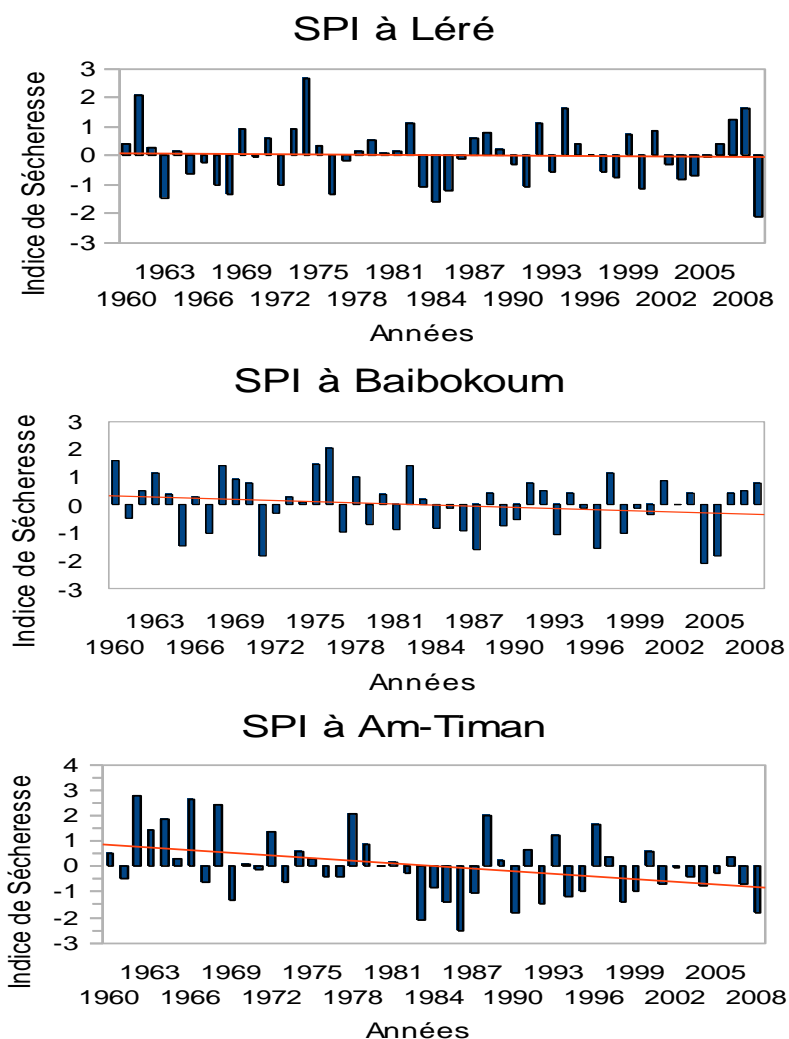 SPI à Léré
Indice de Sécheresse
3
2
1
0
-1
-2
-3
1963 1969 1975 1981 1987 1993 1999 2005
1960 1966 1972 1978 1984 1990 1996 2002 2008
Années
SPI à Baibokoum
Indice de Sécheresse
3
2
1
0
-1
-2
-3
1963 1969 1975 1981 1987 1993 1999 2005
1960 1966 1972 1978 1984 1990 1996 2002 2008
Années
SPI à Am-Timan
Indice de Sécheresse
4
3
2
1
0
-1
-2
-3
1963 1969 1975 1981 1987 1993 1999 2005
1960 1966 1972 1978 1984 1990 1996 2002 2008
Années